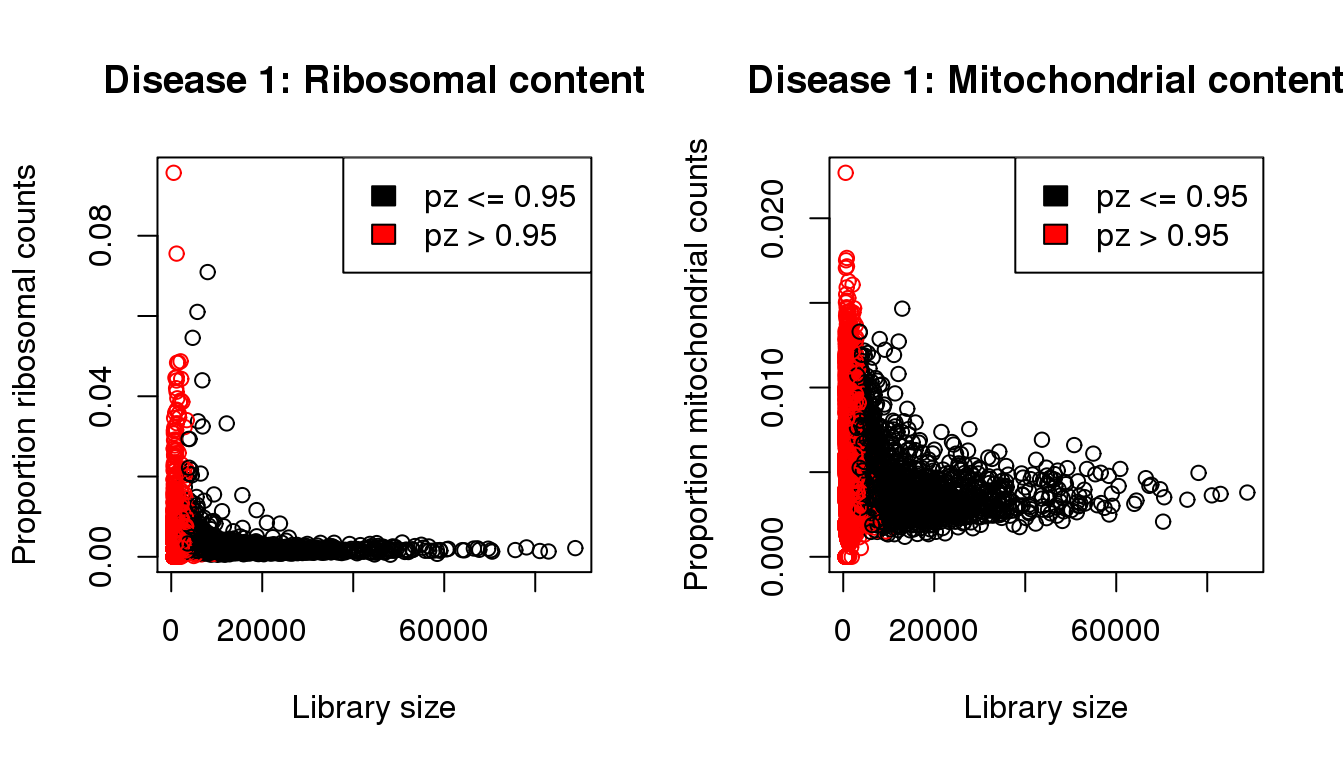 Disease 1: Ribosomal content
Proportion ribosomal counts
0.00
0.04
0.08
pz <= 0.95
pz > 0.95
0
20000
60000
Library size
Disease 1: Mitochondrial content
Proportion mitochondrial counts
0.000
0.010
0.020
pz <= 0.95
pz > 0.95
0
20000
60000
Library size